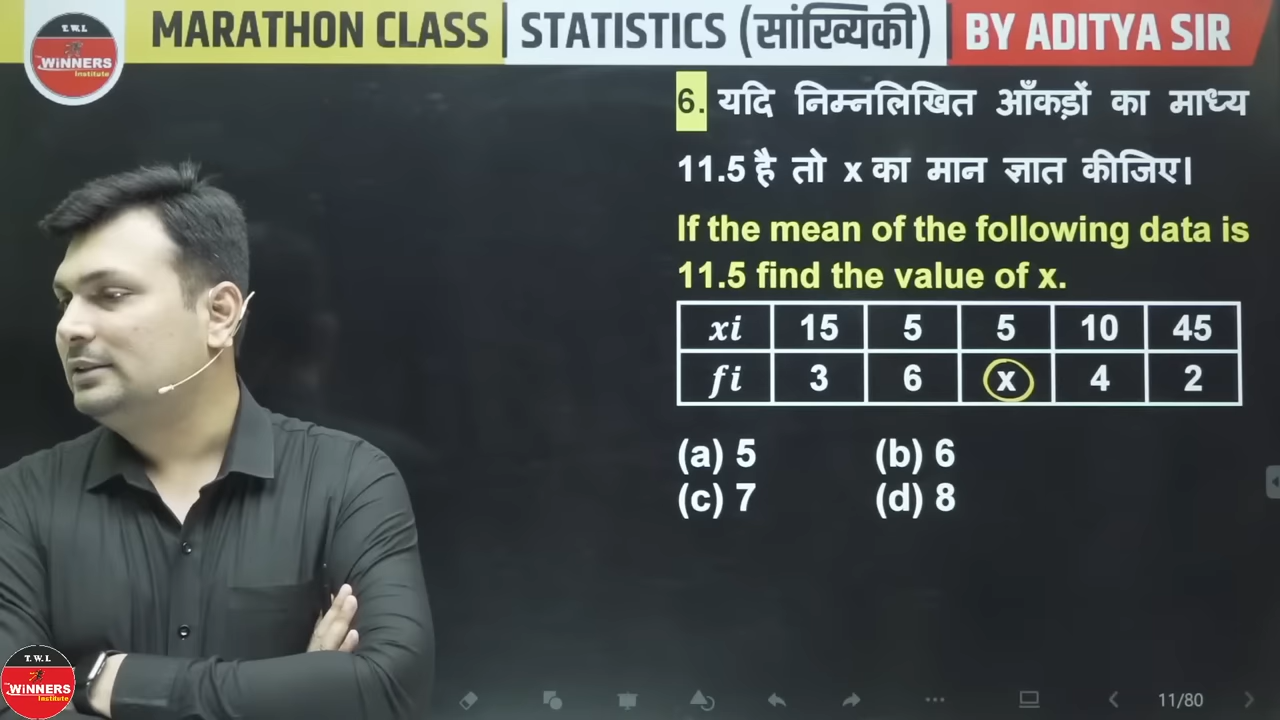 MARATHON CLASS STATISTICS (सांख्यिकी) BY ADITYA SIR
T.W.I.
WiNNERS
Institute
6. यदि निम्नलिखित आँकड़ों का माध्य
11.5 है तो x का मान ज्ञात कीजिए।
If the mean of the following data is
11.5 find the value of x.
xi 15 5 5 10 45
fi 3 6 x 4 2
(a) 5 (b) 6
(c) 7 (d) 8
T.W.I.
WiNNERS
Institute
11/80